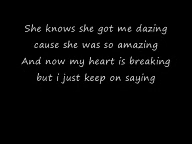 She knows she got me dazing
cause she was so amazing
And now my heart is breaking
but i just keep on saying